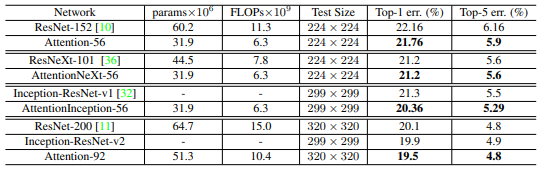 Network params×10⁶ FLOPs×10⁹ Test Size Top-1 err. (%) Top-5 err. (%)
ResNet-152 [10] 60.2 11.3 224 × 224 22.16 6.16
Attention-56 31.9 6.3 224 × 224 21.76 5.9
ResNeXt-101 [36] 44.5 7.8 224 × 224 21.2 5.6
AttentionNeXt-56 31.9 6.3 224 × 224 21.2 5.6
Inception-ResNet-v1 [32] - - 299 × 299 21.3 5.5
AttentionInception-56 31.9 6.3 299 × 299 20.36 5.29
ResNet-200 [11] 64.7 15.0 320 × 320 20.1 4.8
Inception-ResNet-v2 - - 299 × 299 19.9 4.9
Attention-92 51.3 10.4 320 × 320 19.5 4.8